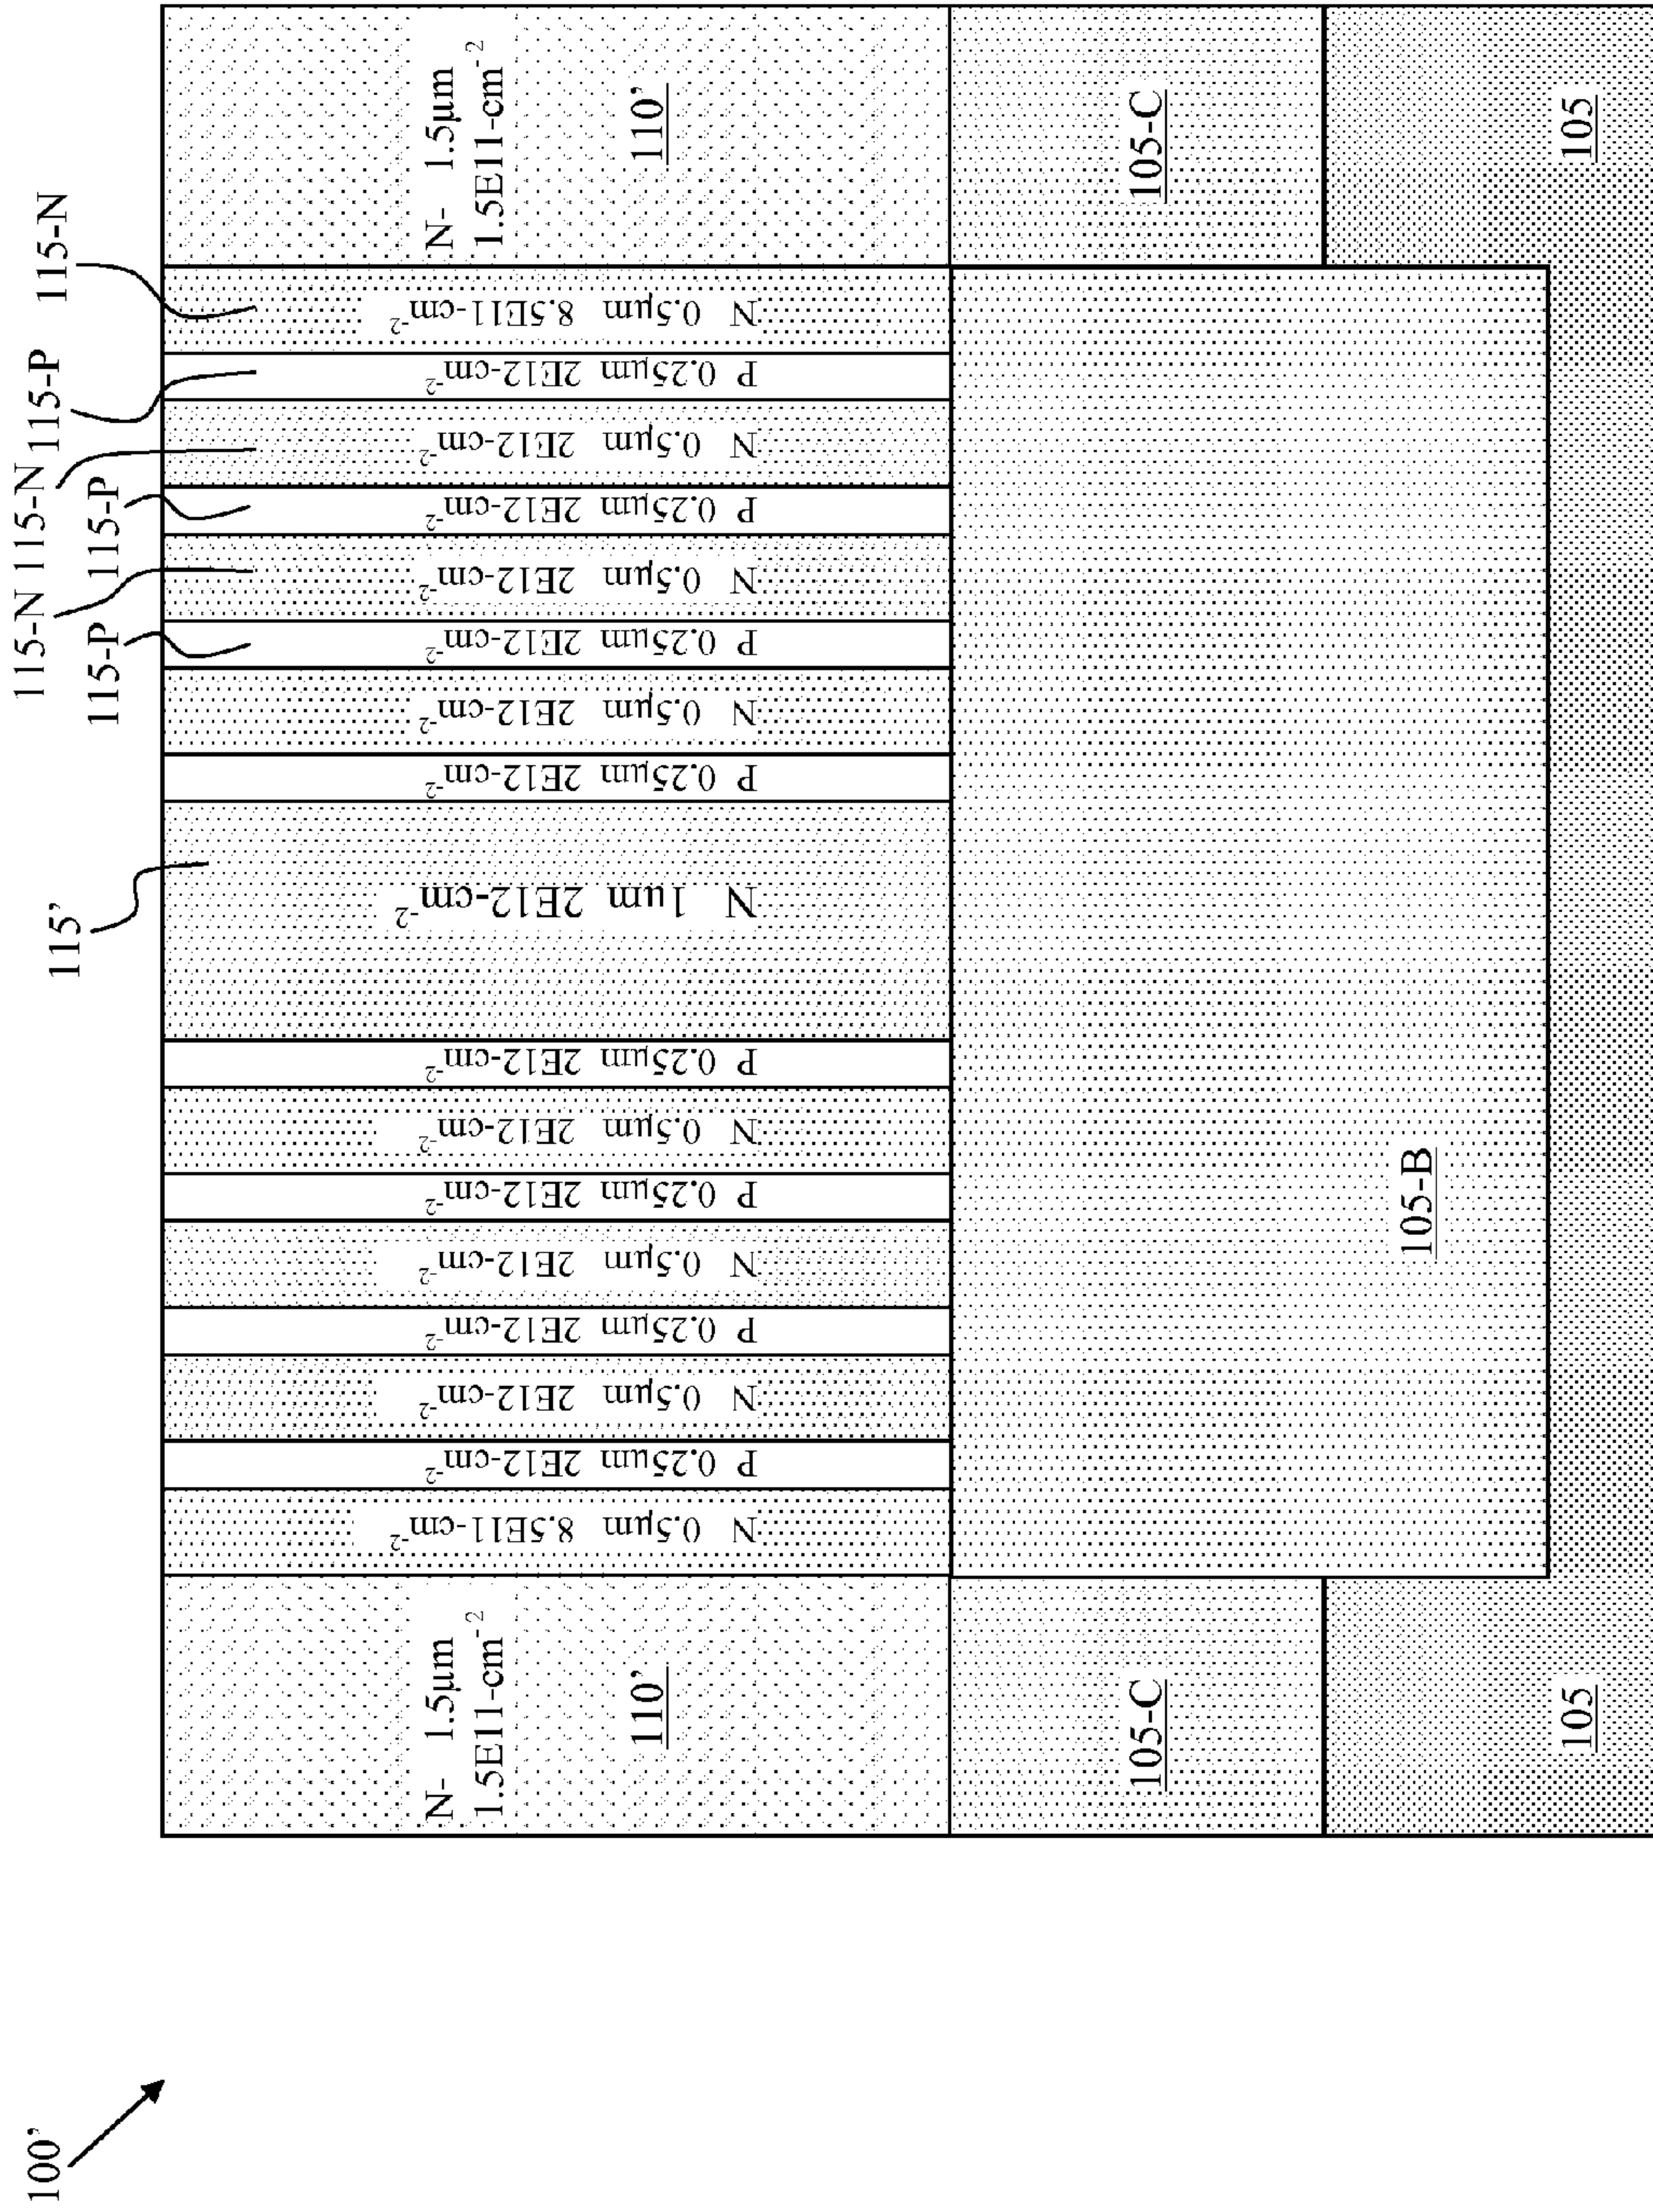 100’
115’
115-P
115-N
115-P
115-N
115-P
115-N
N- 1.5µm
1.5E11-cm⁻²
110’
N 0.5µm 8.5E11-cm⁻²
P 0.25µm 2E12-cm⁻²
N 0.5µm 2E12-cm⁻²
P 0.25µm 2E12-cm⁻²
N 0.5µm 2E12-cm⁻²
P 0.25µm 2E12-cm⁻²
N 0.5µm 2E12-cm⁻²
P 0.25µm 2E12-cm⁻²
N 1um 2E12-cm⁻²
P 0.25µm 2E12-cm⁻²
N 0.5µm 2E12-cm⁻²
P 0.25µm 2E12-cm⁻²
N 0.5µm 2E12-cm⁻²
P 0.25µm 2E12-cm⁻²
N 0.5µm 2E12-cm⁻²
P 0.25µm 2E12-cm⁻²
N 0.5µm 8.5E11-cm⁻²
N- 1.5µm
1.5E11-cm⁻²
110’
105-C
105-C
105-B
105
105